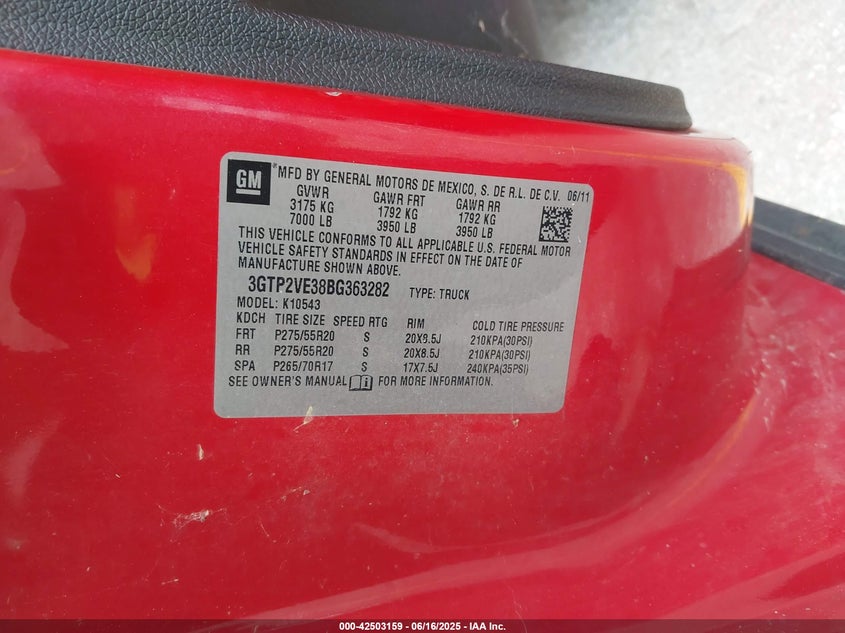 GM
*MFD BY GENERAL MOTORS DE MEXICO, S. DE R.L. DE C.V. 06/11
GVWR GAWR FRT GAWR RR
3175 KG 1792 KG 1792 KG
7000 LB 3950 LB 3950 LB
THIS VEHICLE CONFORMS TO ALL APPLICABLE U.S. FEDERAL MOTOR
VEHICLE SAFETY STANDARDS IN EFFECT ON THE DATE OF
MANUFACTURE SHOWN ABOVE.
3GTP2VE38BG363282 TYPE: TRUCK
MODEL: K10543
KDCH TIRE SIZE SPEED RTG RIM COLD TIRE PRESSURE
FRT P275/55R20 S 20X8.5J 210KPA(30PSI)
RR P275/55R20 S 20X8.5J 210KPA(30PSI)
SPA P265/70R17 S 17X7.5J 240KPA(35PSI)
SEE OWNER'S MANUAL FOR MORE INFORMATION.
000-42503159 - 06/16/2025 - IAA Inc.